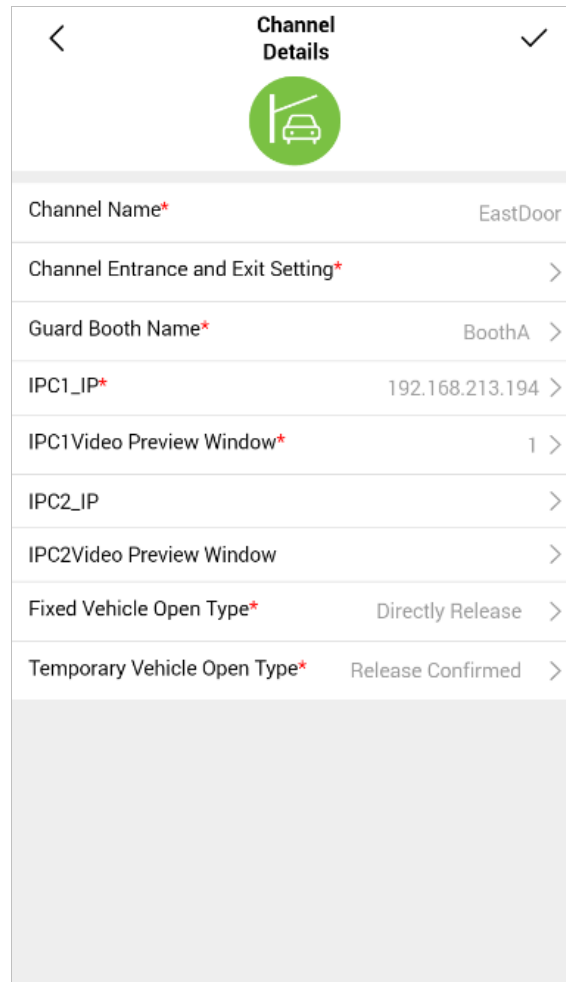 Channel
Details
Channel Name* EastDoor
Channel Entrance and Exit Setting*
Guard Booth Name* BoothA
IPC1_IP* 192.168.213.194
IPC1Video Preview Window* 1
IPC2_IP
IPC2Video Preview Window
Fixed Vehicle Open Type* Directly Release
Temporary Vehicle Open Type* Release Confirmed